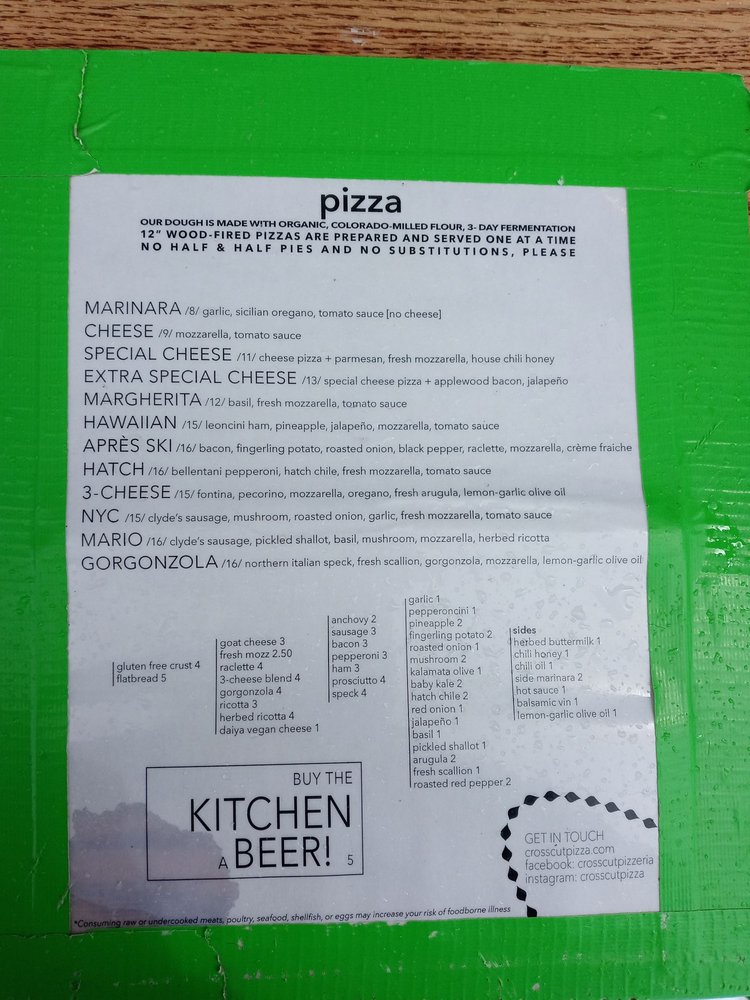 pizza
OUR DOUGH IS MADE WITH ORGANIC, COLORADO-MILLED FLOUR, 3- DAY FERMENTATION
12" WOOD-FIRED PIZZAS ARE PREPARED AND SERVED ONE AT A TIME
NO HALF & HALF PIES AND NO SUBSTITUTIONS, PLEASE
MARINARA /8/ garlic, sicilian oregano, tomato sauce [no cheese]
CHEESE /9/ mozzarella, tomato sauce
SPECIAL CHEESE /11/ cheese pizza + parmesan, fresh mozzarella, house chili honey
EXTRA SPECIAL CHEESE /13/ special cheese pizza + applewood bacon, jalapeño
MARGHERITA /12/ basil, fresh mozzarella, tomato sauce
HAWAIIAN /15/ leoncini ham, pineapple, jalapeño, mozzarella, tomato sauce
APRÈS SKI /16/ bacon, fingerling potato, roasted onion, black pepper, raclette, mozzarella, crème fraiche
HATCH /16/ bellentani pepperoni, hatch chile, fresh mozzarella, tomato sauce
3-CHEESE /15/ fontina, pecorino, mozzarella, oregano, fresh arugula, lemon-garlic olive oil
NYC /15/ clyde's sausage, mushroom, roasted onion, garlic, fresh mozzarella, tomato sauce
MARIO /16/ clyde's sausage, pickled shallot, basil, mushroom, mozzarella, herbed ricotta
GORGONZOLA /16/ northern italian speck, fresh scallion, gorgonzola, mozzarella, lemon-garlic olive oil
gluten free crust 4
flatbread 5
goat cheese 3
fresh mozz 2.50
raclette 4
3-cheese blend 4
gorgonzola 4
ricotta 3
herbed ricotta 4
daiya vegan cheese 1
anchovy 2
sausage 3
bacon 3
pepperoni 3
ham 3
prosciutto 4
speck 4
garlic 1
pepperoncini 1
pineapple 2
fingerling potato 2
roasted onion 1
mushroom 2
kalamata olive 1
baby kale 2
hatch chile 2
red onion 1
jalapeño 1
basil 1
pickled shallot 1
arugula 2
fresh scallion 1
roasted red pepper 2
sides
herbed buttermilk 1
chili honey 1
chili oil 1
side marinara 2
hot sauce 1
balsamic vin 1
lemon-garlic olive oil 1
BUY THE
KITCHEN
A BEER! 5
GET IN TOUCH
crosscutpizza.com
facebook: crosscutpizzeria
instagram: crosscutpizza
*Consuming raw or undercooked meats, poultry, seafood, shellfish, or eggs may increase your risk of foodborne illness